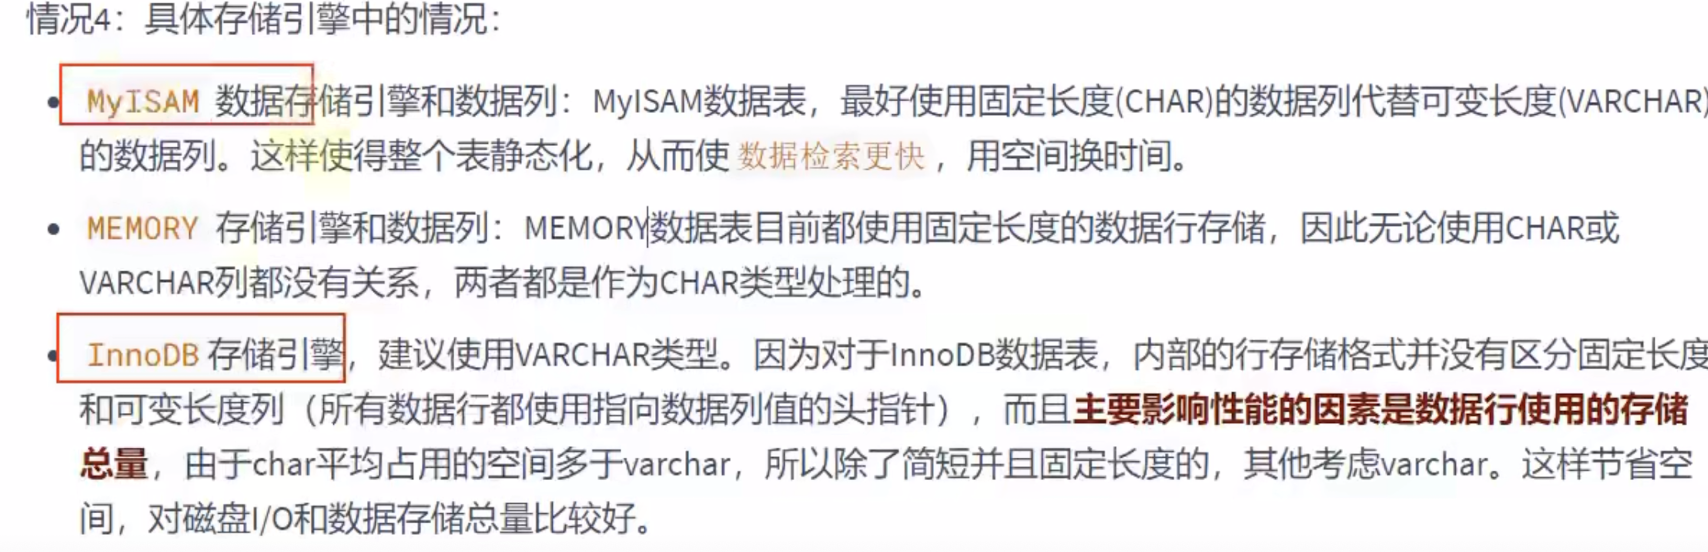 情况4：具体存储引擎中的情况：
MyISAM 数据存储引擎和数据列：MyISAM数据表，最好使用固定长度(CHAR)的数据列代替可变长度(VARCHAR)
的数据列。这样使得整个表静态化，从而使 数据检索更快 ，用空间换时间。
MEMORY 存储引擎和数据列：MEMORY数据表目前都使用固定长度的数据行存储，因此无论使用CHAR或
VARCHAR列都没有关系，两者都是作为CHAR类型处理的。
InnoDB 存储引擎，建议使用VARCHAR类型。因为对于InnoDB数据表，内部的行存储格式并没有区分固定长度
和可变长度列（所有数据行都使用指向数据列值的头指针），而且主要影响性能的因素是数据行使用的存储
总量，由于char平均占用的空间多于varchar，所以除了简短并且固定长度的，其他考虑varchar。这样节省空
间，对磁盘I/O和数据存储总量比较好。